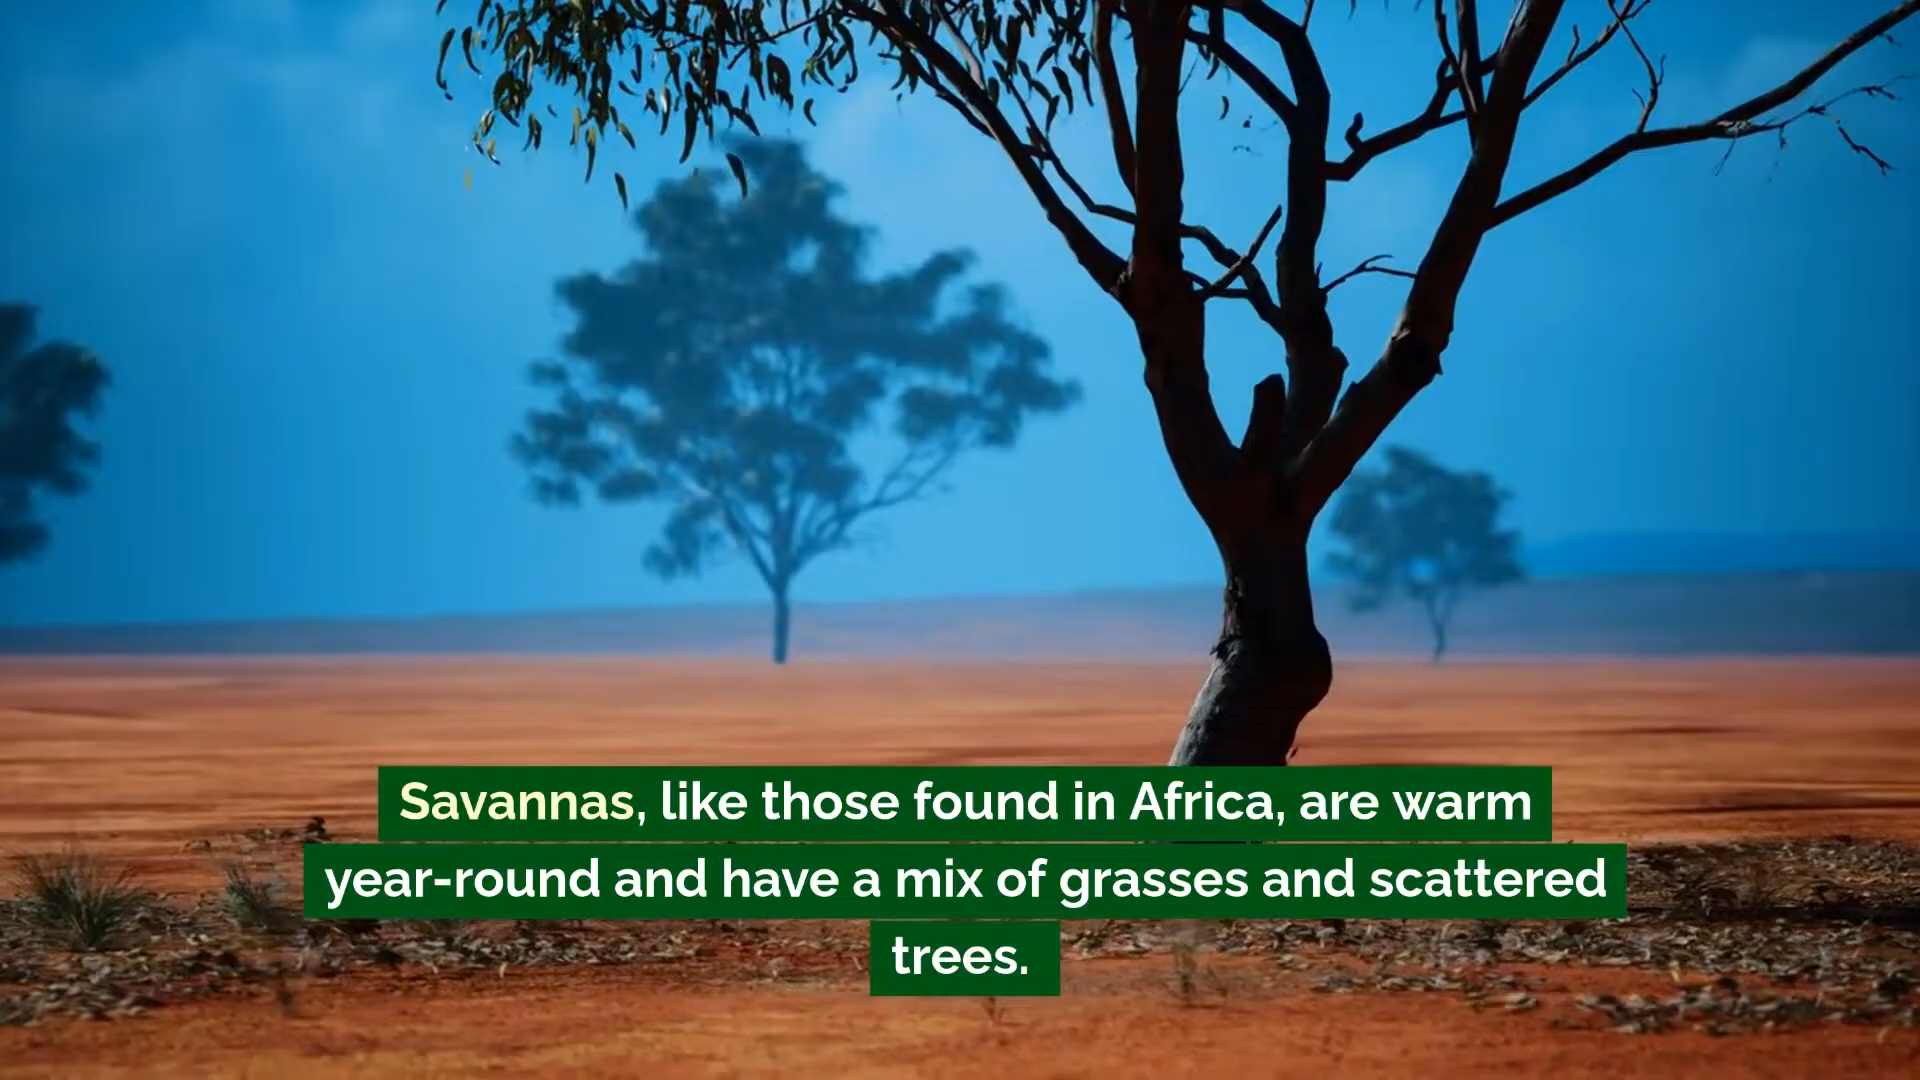 Savannas, like those found in Africa, are warm
year-round and have a mix of grasses and scattered
trees.